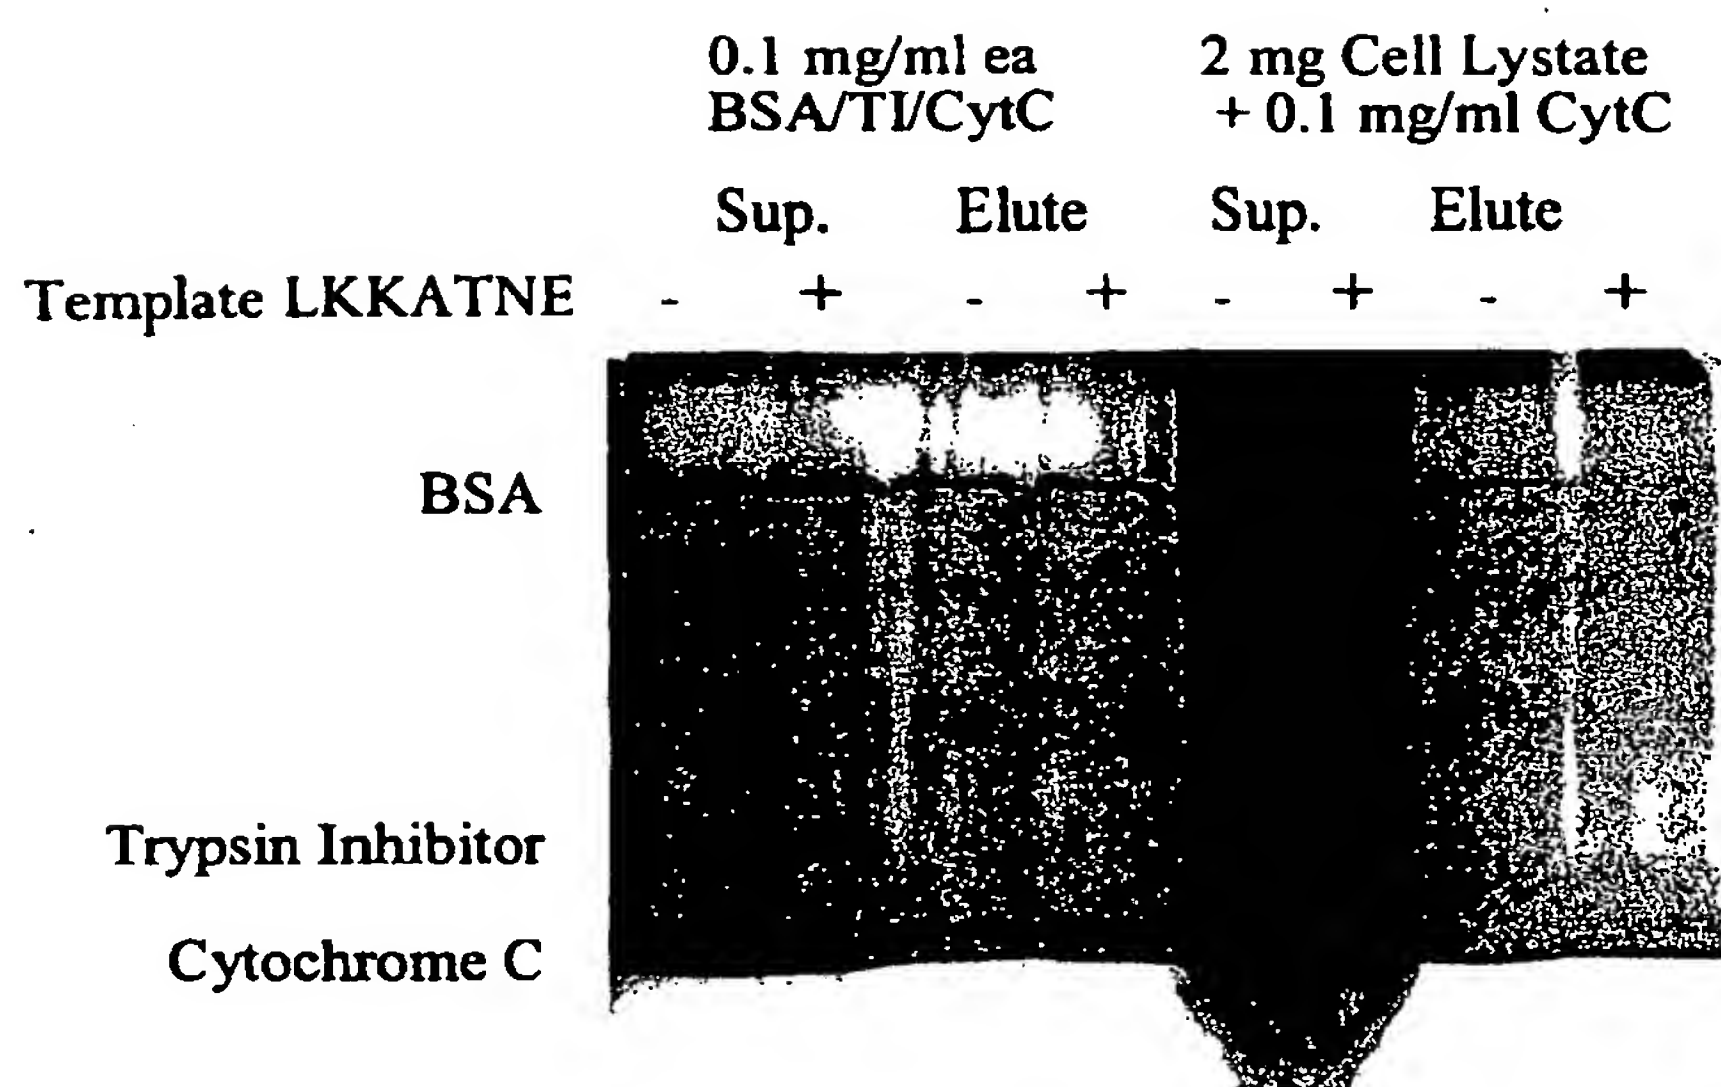 0.1 mg/ml ea
BSA/TI/CytC
2 mg Cell Lystate
+ 0.1 mg/ml CytC
Sup. Elute Sup. Elute
Template LKKATNE - + - + - + - +
BSA
Trypsin Inhibitor
Cytochrome C